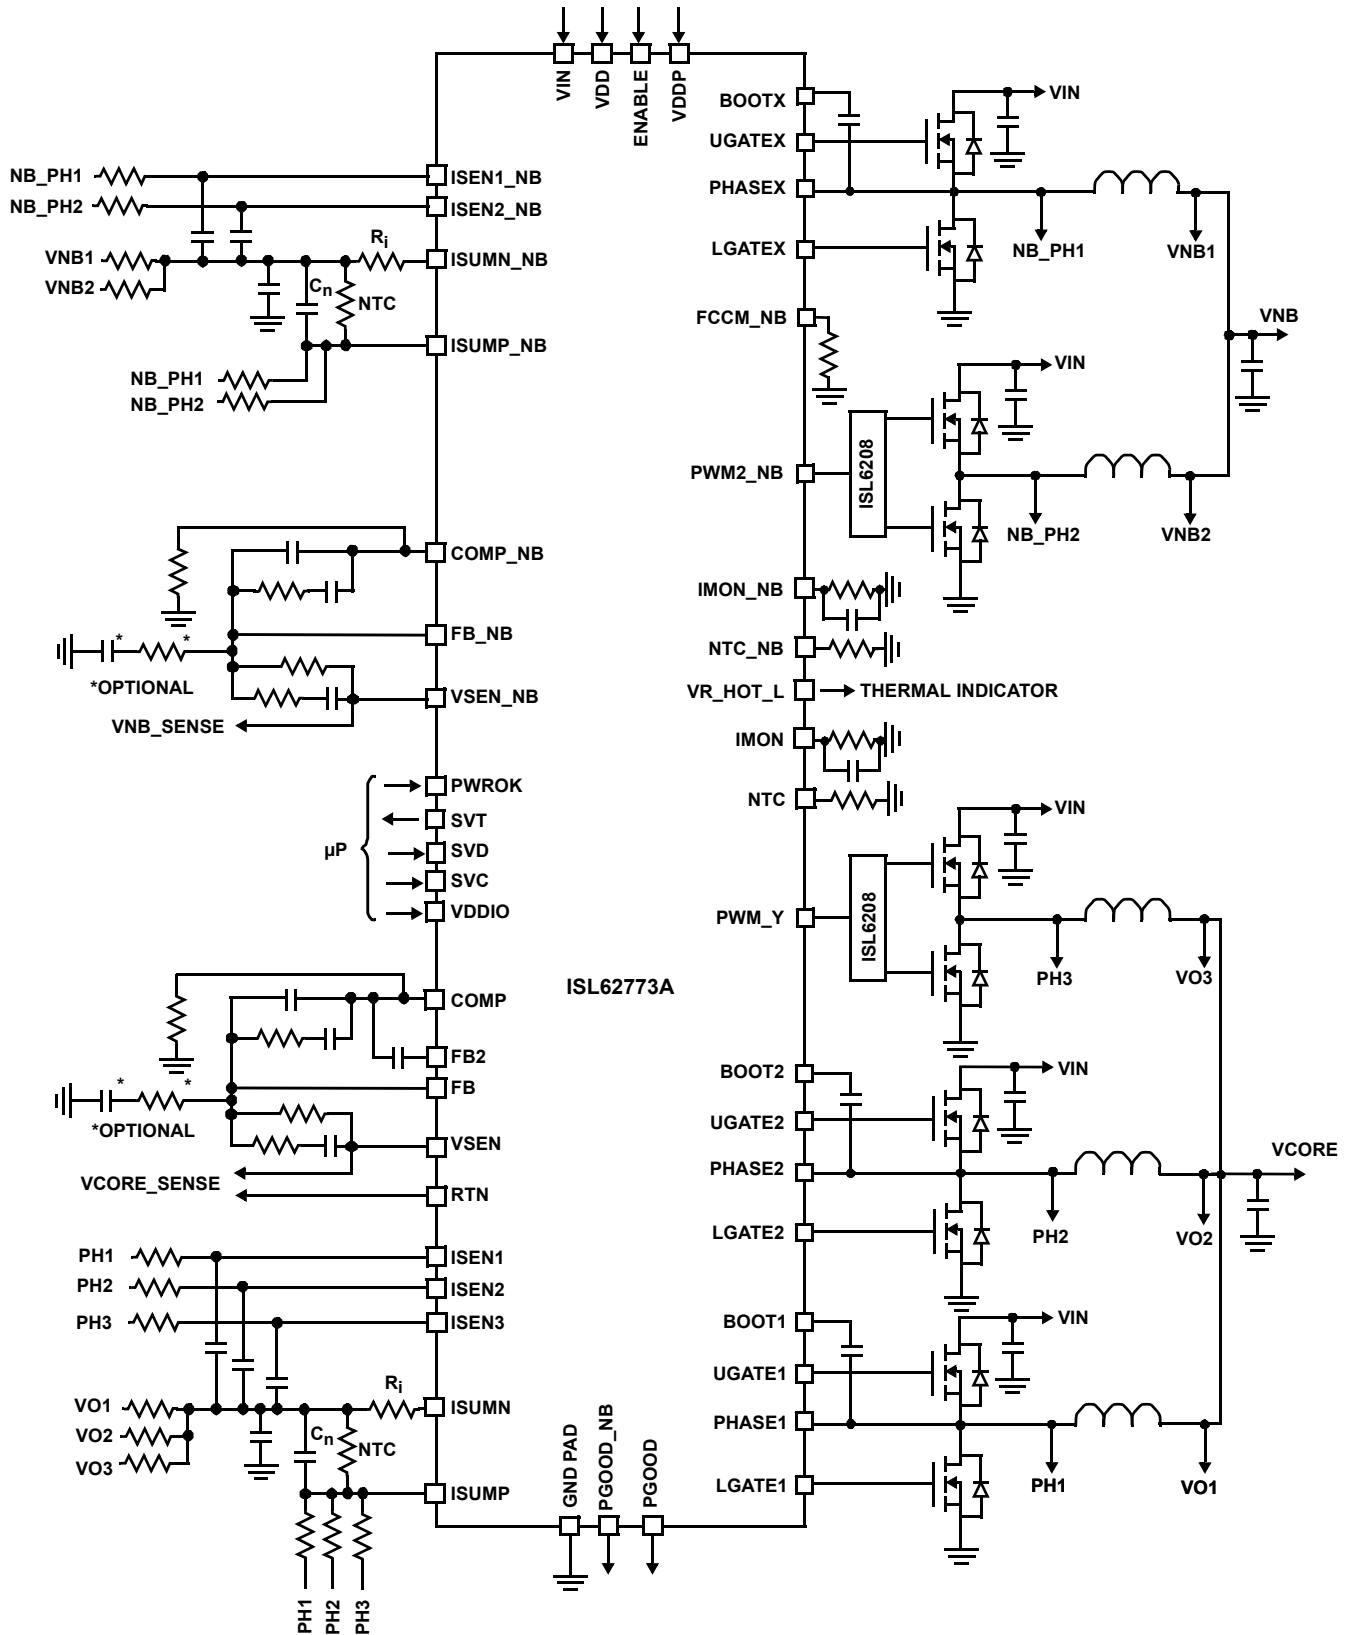 VIN
VDD
ENABLE
VDDP
BOOTX
UGATEX
PHASEX
LGATEX
FCCM_NB
PWM2_NB
IMON_NB
NTC_NB
VR_HOT_L
THERMAL INDICATOR
IMON
NTC
PWM_Y
BOOT2
UGATE2
PHASE2
LGATE2
BOOT1
UGATE1
PHASE1
LGATE1
VIN
NB_PH1
VNB1
VNB
VIN
ISL6208
NB_PH2
VNB2
VIN
ISL6208
PH3
VO3
VIN
VCORE
PH2
VO2
VIN
PH1
VO1
NB_PH1
ISEN1_NB
NB_PH2
ISEN2_NB
VNB1
Ri
ISUMN_NB
VNB2
Cn
NTC
ISUMP_NB
NB_PH1
NB_PH2
COMP_NB
FB_NB
* *
*OPTIONAL
VSEN_NB
VNB_SENSE
µP
PWROK
SVT
SVD
SVC
VDDIO
ISL62773A
COMP
FB2
FB
* *
*OPTIONAL
VSEN
VCORE_SENSE
RTN
PH1
ISEN1
PH2
ISEN2
PH3
ISEN3
Ri
VO1
ISUMN
VO2
Cn
NTC
VO3
ISUMP
PH1
PH2
PH3
GND PAD
PGOOD_NB
PGOOD